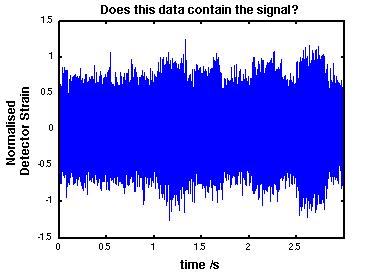 Does this data contain the signal?
1.5
1
0.5
0
-0.5
-1
-1.5
Normalised
Detector Strain
0 0.5 1 1.5 2 2.5
time /s